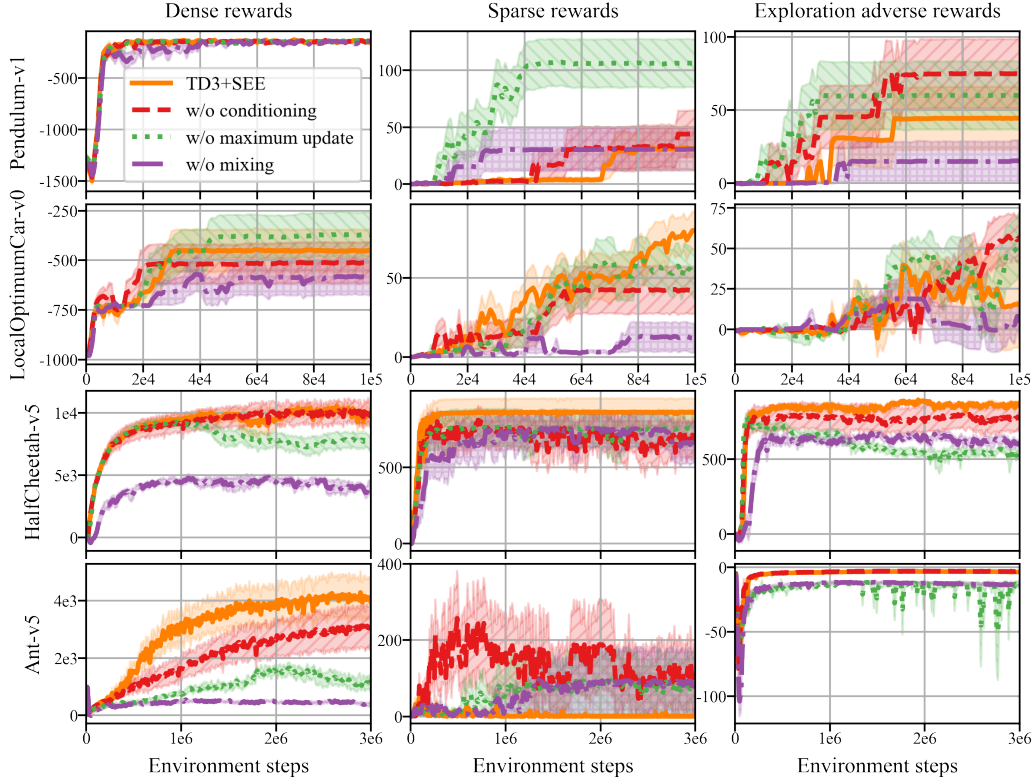 Dense rewards
Sparse rewards
Exploration adverse rewards
Pendulum-v1
-500
-1000
-1500
TD3+SEE
w/o conditioning
w/o maximum update
w/o mixing
100
50
0
100
50
0
LocalOptimumCar-v0
-250
-500
-750
-1000
0 2e4 4e4 6e4 8e4 1e5
50
0
0 2e4 4e4 6e4 8e4 1e5
75
50
25
0
0 2e4 4e4 6e4 8e4 1e5
HalfCheetah-v5
1e4
5e3
0
500
0
500
0
Ant-v5
4e3
2e3
0
0 1e6 2e6 3e6
400
200
0
0 1e6 2e6 3e6
0
-50
-100
0 1e6 2e6 3e6
Environment steps
Environment steps
Environment steps